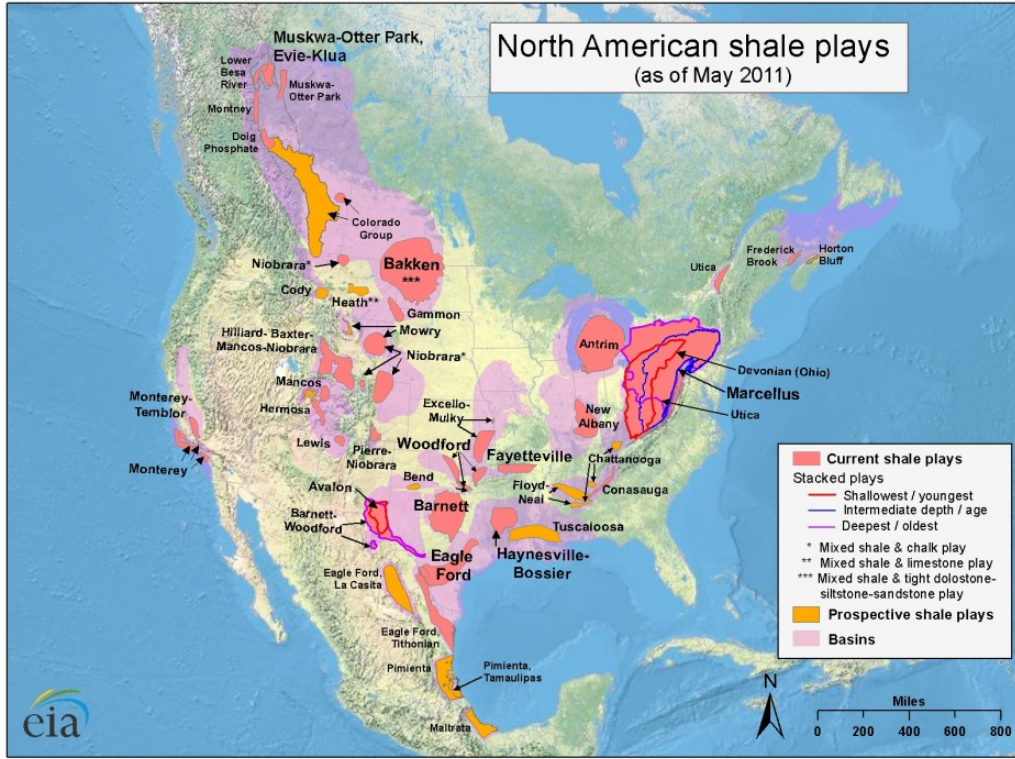 North American shale plays
(as of May 2011)
Muskwa-Otter Park,
Evie-Klua
Lower
Besa
River
Muskwa-
Otter Park
Montney
Doig
Phosphate
Colorado
Group
Niobrara*
Bakken
***
Cody
Heath**
Gammon
Mowry
Hilliard- Baxter-
Mancos-Niobrara
Niobrara*
Mancos
Hermosa
Lewis
Pierre-
Niobrara
Monterey-
Temblor
Monterey
Excello-
Mulky
Woodford
Fayetteville
Bend
Avalon
Barnett-
Woodford
Barnett
Eagle
Ford
Haynesville-
Bossier
Tuscaloosa
Floyd-
Neal
Conasauga
Chattanooga
New
Albany
Antrim
Devonian (Ohio)
Marcellus
Utica
Utica
Frederick
Brook
Horton
Bluff
Eagle Ford,
La Casita
Eagle Ford,
Tithonian
Pimienta
Pimienta,
Tamaulipas
Maltrata
Current shale plays
Stacked plays
Shallowest / youngest
Intermediate depth / age
Deepest / oldest
* Mixed shale & chalk play
** Mixed shale & limestone play
*** Mixed shale & tight dolostone-
siltstone-sandstone play
Prospective shale plays
Basins
N
Miles
0 200 400 600 800
eia